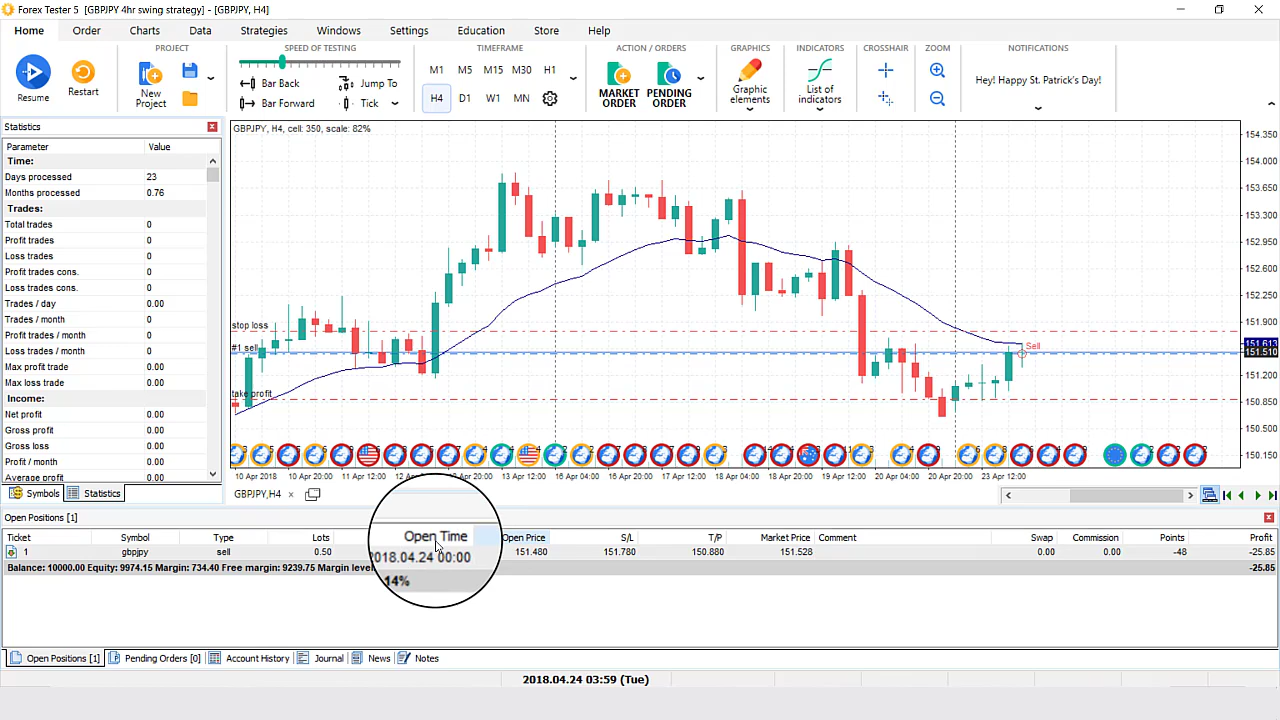 Forex Tester 5 [GBPJPY 4hr swing strategy] - [GBPJPY, H4]
Home Order Charts Data Strategies Windows Settings Education Store Help
PROJECT SPEED OF TESTING TIMEFRAME ACTION / ORDERS GRAPHICS INDICATORS CROSSHAIR ZOOM NOTIFICATIONS
Resume
Restart
New Project
Bar Back Jump To
Bar Forward Tick
M1 M5 M15 M30 H1
H4 D1 W1 MN
MARKET ORDER
PENDING ORDER
Graphic elements
List of indicators
Hey! Happy St. Patrick's Day!
Statistics
Parameter Value
Time:
Days processed 23
Months processed 0.76
Trades:
Total trades 0
Profit trades 0
Loss trades 0
Profit trades cons. 0
Loss trades cons. 0
Trades / day 0.00
Trades / month 0.00
Profit trades / month 0.00
Loss trades / month 0.00
Max profit trade 0.00
Max loss trade 0.00
Income:
Net profit 0.00
Gross profit 0.00
Gross loss 0.00
Profit / month 0.00
Average profit 0.00
Symbols Statistics
GBPJPY, H4, cell: 350, scale: 82%
stop loss
#1 sell
take profit
Sell
154.350
154.000
153.650
153.300
152.950
152.600
152.250
151.900
151.613
151.510
151.200
150.850
150.500
150.150
10 Apr 2018 10 Apr 20:00 11 Apr 12:00 12 A 20:00 13 Apr 12:00 16 Apr 04:00 16 Apr 20:00 17 Apr 12:00 18 Apr 04:00 18 Apr 20:00 19 Apr 12:00 20 Apr 04:00 20 Apr 20:00 23 Apr 12:00
GBPJPY,H4
Open Positions [1]
Ticket Symbol Type Lots Open Time Open Price S/L T/P Market Price Comment Swap Commission Points Profit
1 gbpjpy sell 0.50 2018.04.24 00:00 151.480 151.780 150.880 151.528 0.00 0.00 -48 -25.85
Balance: 10000.00 Equity: 9974.15 Margin: 734.40 Free margin: 9239.75 Margin level 14% -25.85
Open Positions [1] Pending Orders [0] Account History Journal News Notes
2018.04.24 03:59 (Tue)